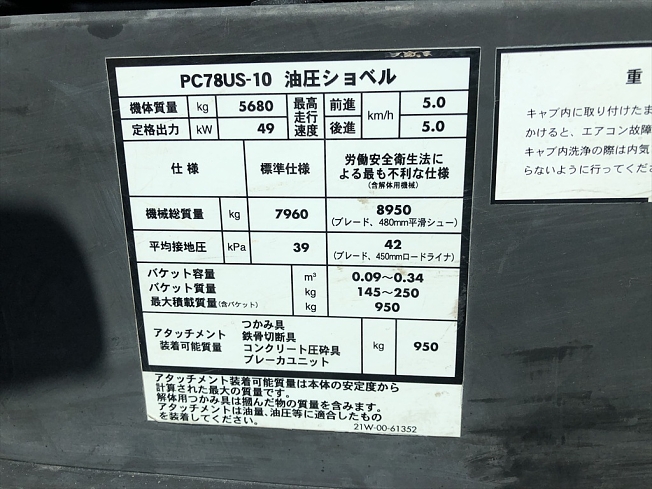 PC78US-10 油圧ショベル
機体質量 kg 5680 最高走行速度 前進 km/h 5.0
定格出力 kW 49 後進 5.0
仕様 標準仕様 労働安全衛生法に
よる最も不利な仕様
(含解体用機械)
機械総質量 kg 7960 8950
(ブレード、480mm平滑シュー)
平均接地圧 kPa 39 42
(ブレード、450mmロードライナ)
バケット容量 m³ 0.09～0.34
バケット質量 kg 145～250
最大積載質量(含バケット) kg 950
アタッチメント
装着可能質量
つかみ具
鉄骨切断具
コンクリート圧砕具
ブレーカユニット
kg 950
アタッチメント装着可能質量は本体の安定度から
計算された最大の質量です。
解体用つかみ具は掴んだ物の質量を含みます。
アタッチメントは油量、油圧等に適合したもの
を装着してください。
21W-00-61352
重
キャブ内に取り付けたま
かけると、エアコン故障
キャブ内洗浄の際は内気
らないように行ってくださ